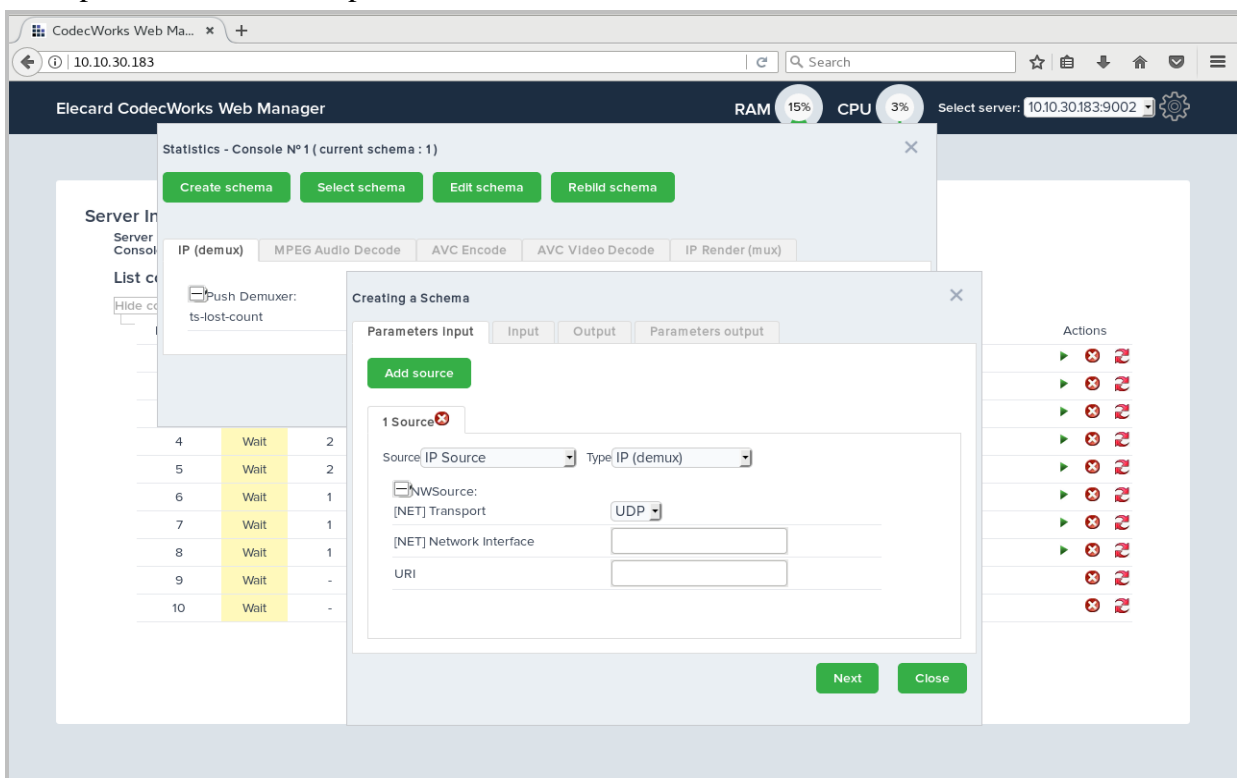 CodecWorks Web Ma... × +
10.10.30.183 Search
Elecard CodecWorks Web Manager RAM 15% CPU 3% Select server: 10.10.30.183:9002
Statistics - Console Nº 1 ( current schema : 1 )
Create schema Select schema Edit schema Rebild schema
Server In
Server
Consol
IP (demux) MPEG Audio Decode AVC Encode AVC Video Decode IP Render (mux)
List co
Hide co
Push Demuxer:
ts-lost-count
Creating a Schema
Parameters input Input Output Parameters output
Actions
Add source
1 Source
Source IP Source Type IP (demux)
NWSource:
[NET] Transport UDP
[NET] Network Interface
URI
4 Wait 2
5 Wait 2
6 Wait 1
7 Wait 1
8 Wait 1
9 Wait -
10 Wait -
Next Close